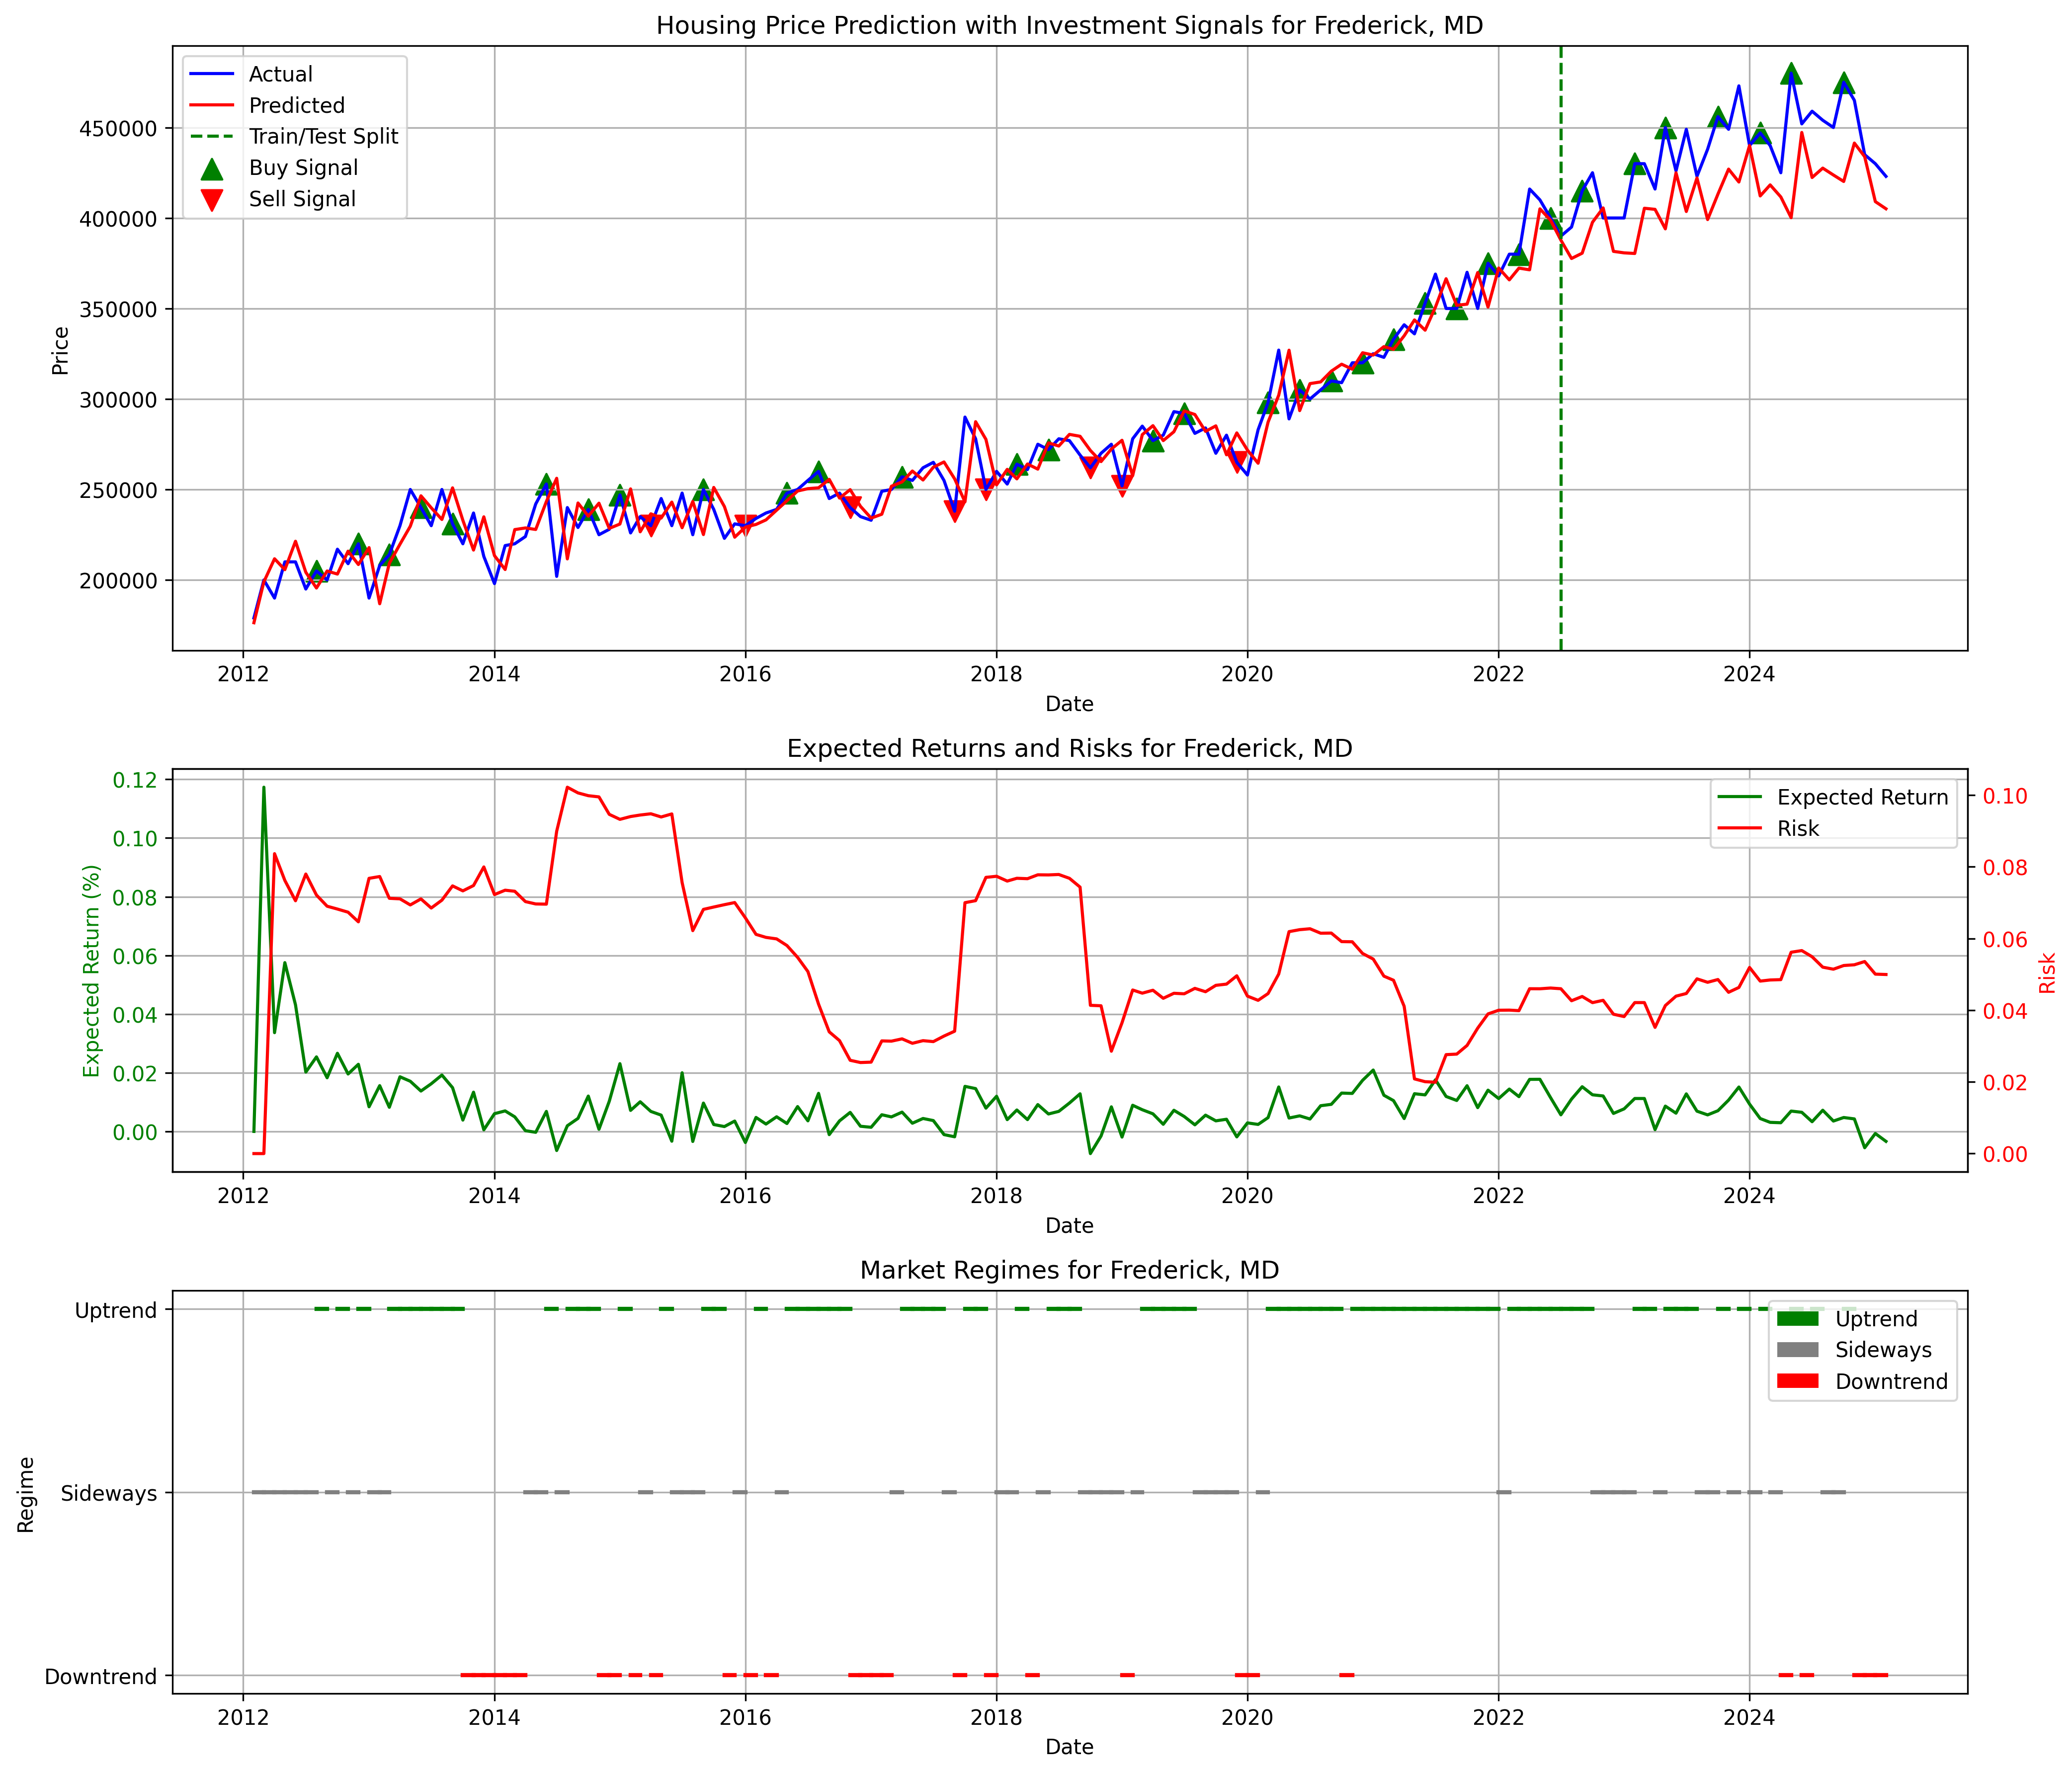 Housing Price Prediction with Investment Signals for Frederick, MD
Actual
Predicted
Train/Test Split
Buy Signal
Sell Signal
450000
400000
350000
300000
250000
200000
Price
2012 2014 2016 2018 2020 2022 2024
Date
Expected Returns and Risks for Frederick, MD
Expected Return
Risk
0.12
0.10
0.08
0.06
0.04
0.02
0.00
Expected Return (%)
0.10
0.08
0.06
0.04
0.02
0.00
Risk
2012 2014 2016 2018 2020 2022 2024
Date
Market Regimes for Frederick, MD
Uptrend
Sideways
Downtrend
Uptrend
Sideways
Downtrend
Regime
2012 2014 2016 2018 2020 2022 2024
Date